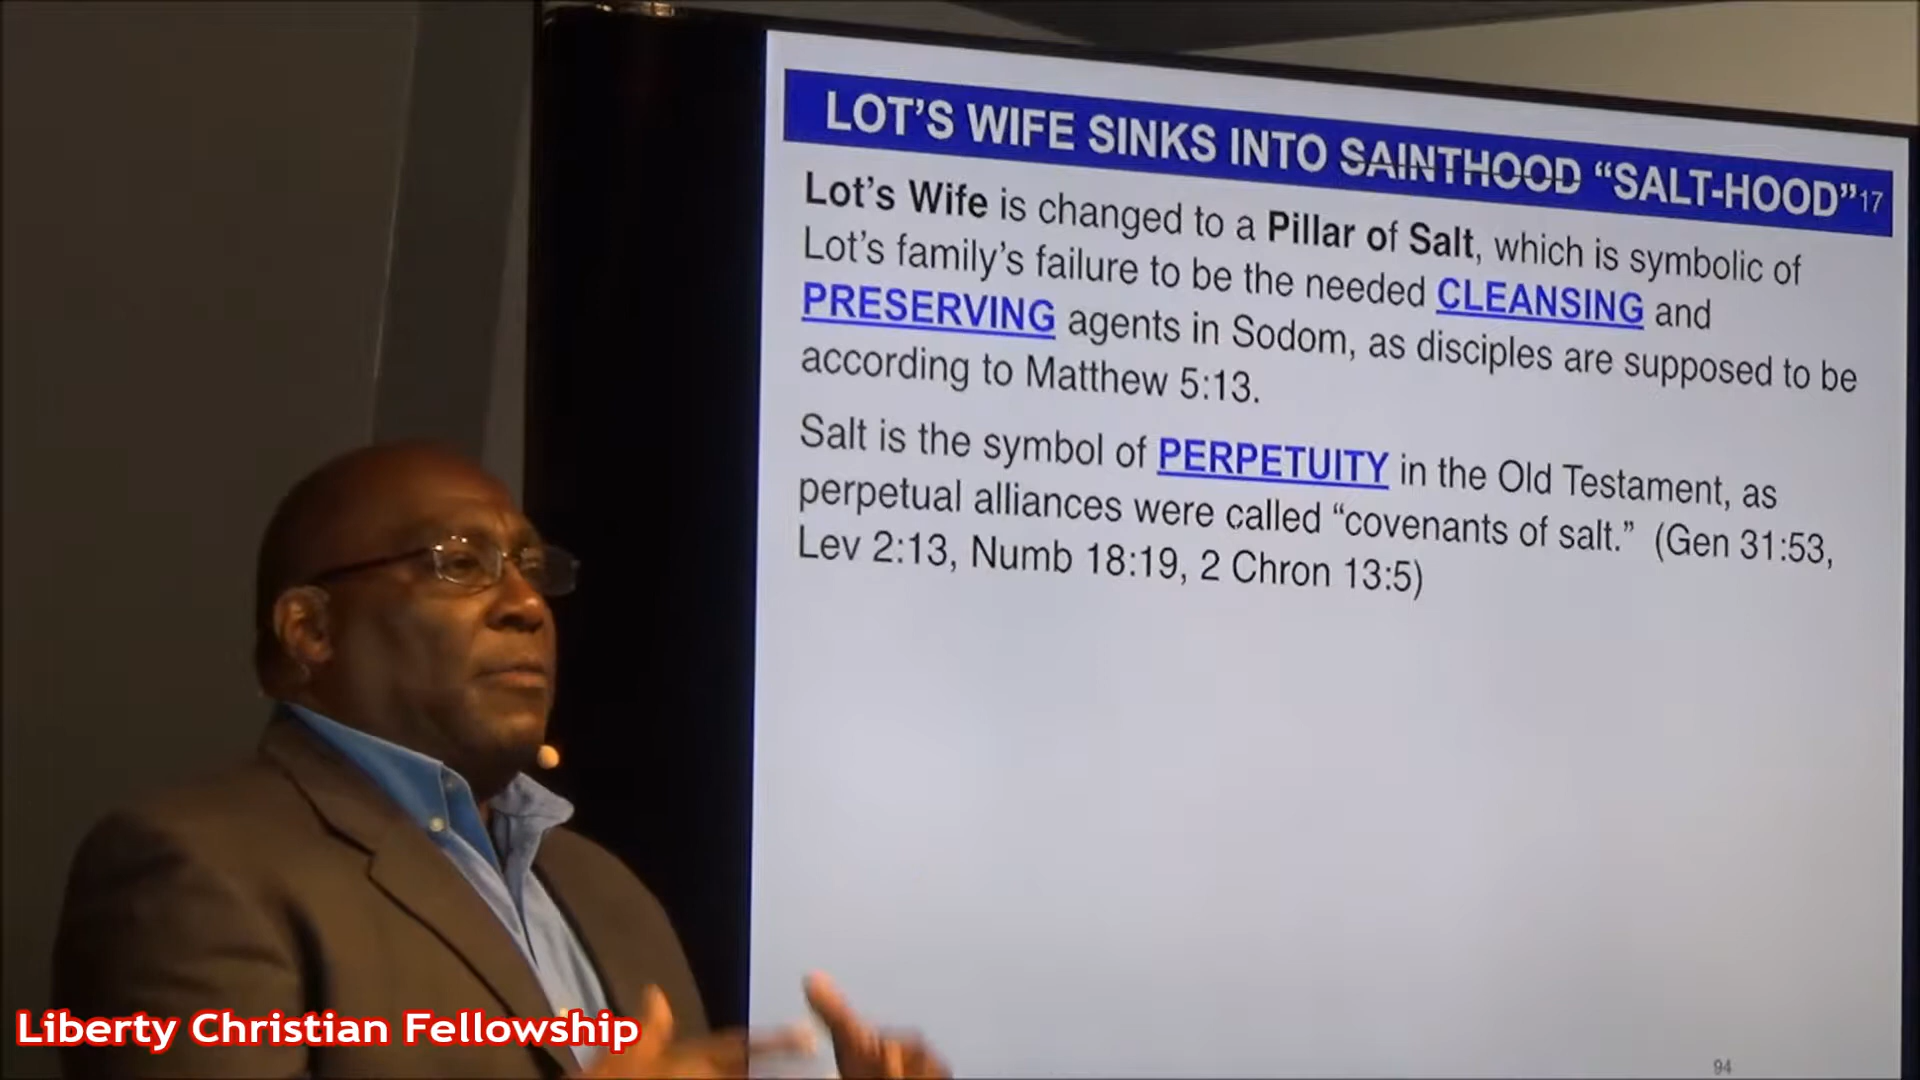 LOT'S WIFE SINKS INTO SAINTHOOD “SALT-HOOD” 17
Lot's Wife is changed to a Pillar of Salt, which is symbolic of
Lot's family's failure to be the needed CLEANSING and
PRESERVING agents in Sodom, as disciples are supposed to be
according to Matthew 5:13.
Salt is the symbol of PERPETUITY in the Old Testament, as
perpetual alliances were called “covenants of salt.” (Gen 31:53,
Lev 2:13, Numb 18:19, 2 Chron 13:5)
94
Liberty Christian Fellowship